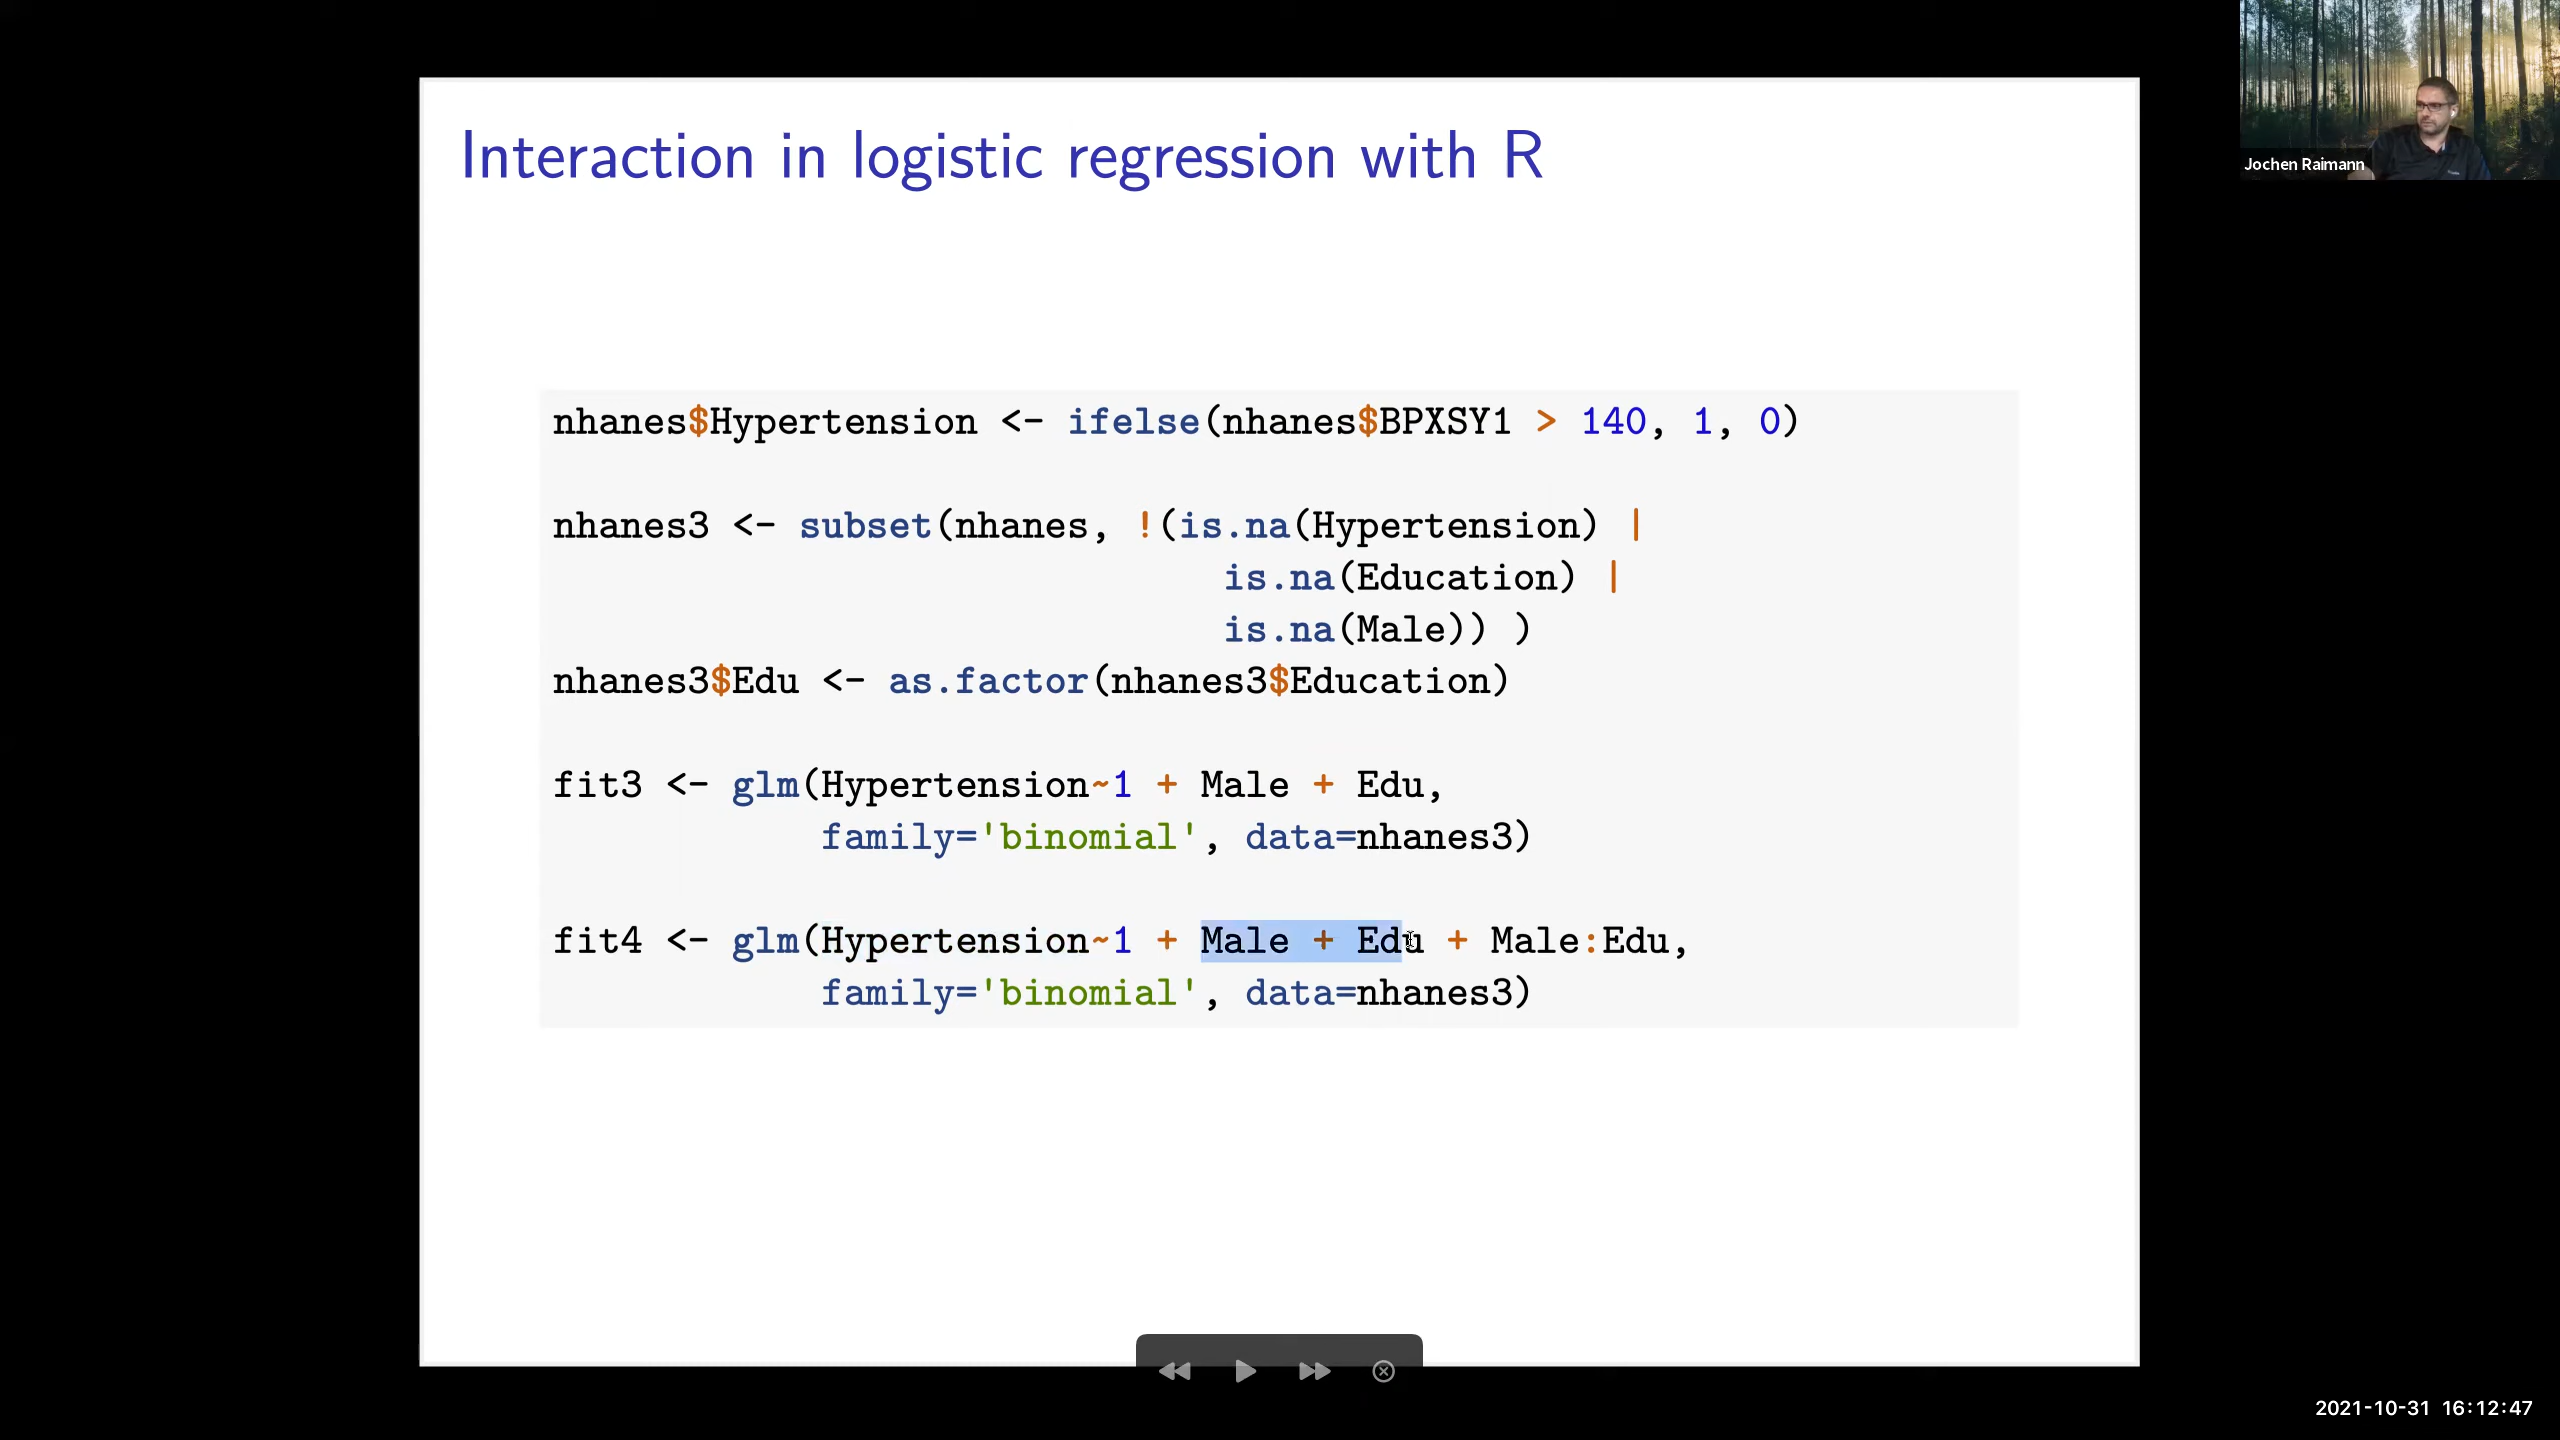 Interaction in logistic regression with R
Jochen Raimann
nhanes$Hypertension <- ifelse(nhanes$BPXSY1 > 140, 1, 0)
nhanes3 <- subset(nhanes, !(is.na(Hypertension) |
is.na(Education) |
is.na(Male)) )
nhanes3$Edu <- as.factor(nhanes3$Education)
fit3 <- glm(Hypertension~1 + Male + Edu,
family='binomial', data=nhanes3)
fit4 <- glm(Hypertension~1 + Male + Edu + Male:Edu,
family='binomial', data=nhanes3)
2021-10-31 16:12:47